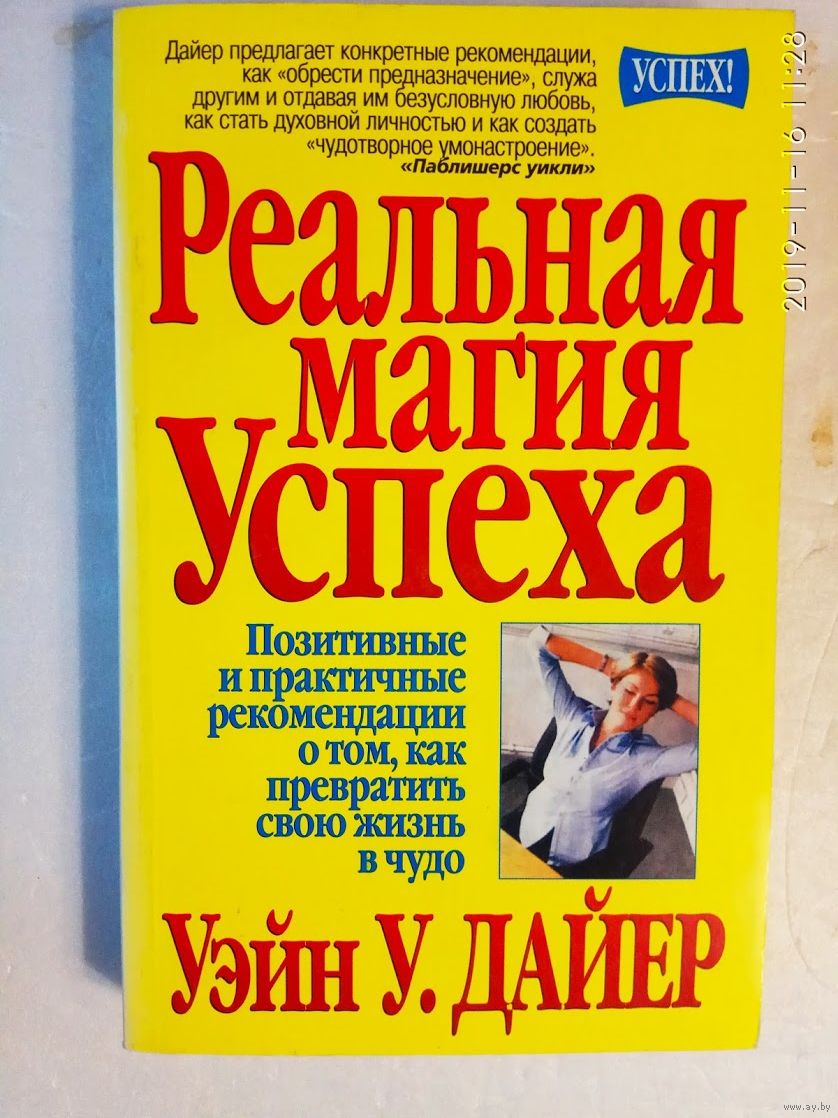 Дайер предлагает конкретные рекомендации,
как «обрести предназначение», служа
другим и отдавая им безусловную любовь,
как стать духовной личностью и как создать
«чудотворное умонастроение».
«Паблишерс уикли»
УСПЕХ!
Реальная
магия
Успеха
Позитивные
и практичные
рекомендации
о том, как
превратить
свою жизнь
в чудо
Уэйн У. ДАЙЕР
2019-11-16 11:28
www.ay.by